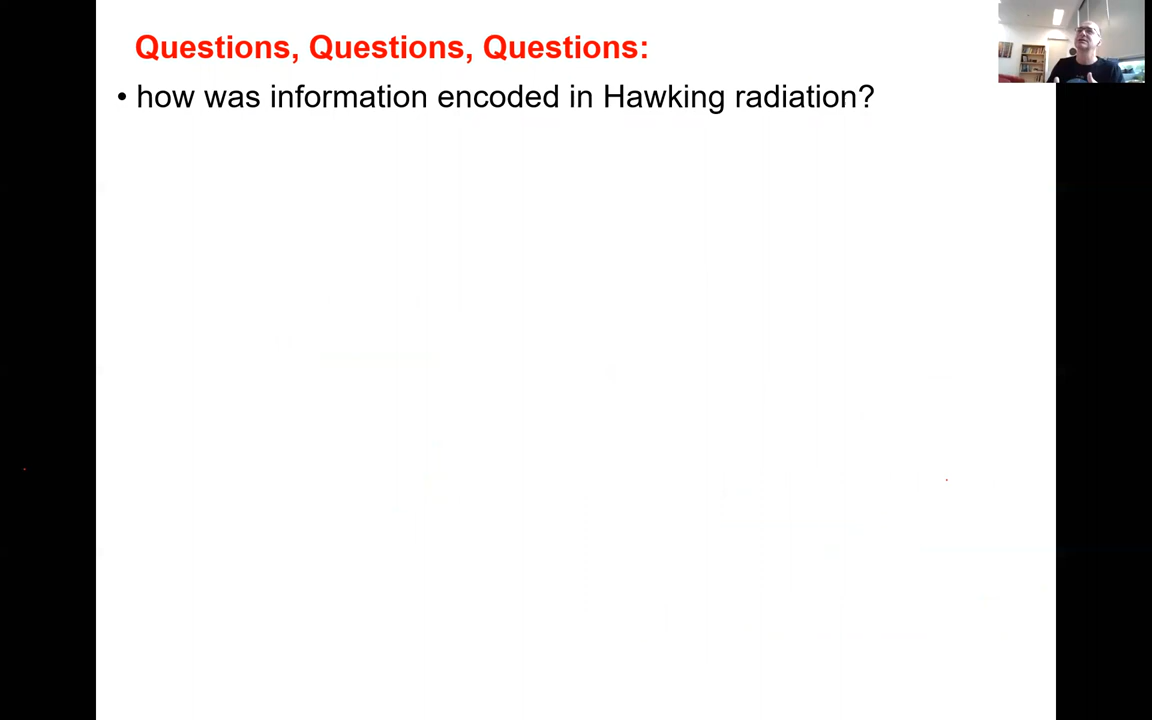 Questions, Questions, Questions:
• how was information encoded in Hawking radiation?